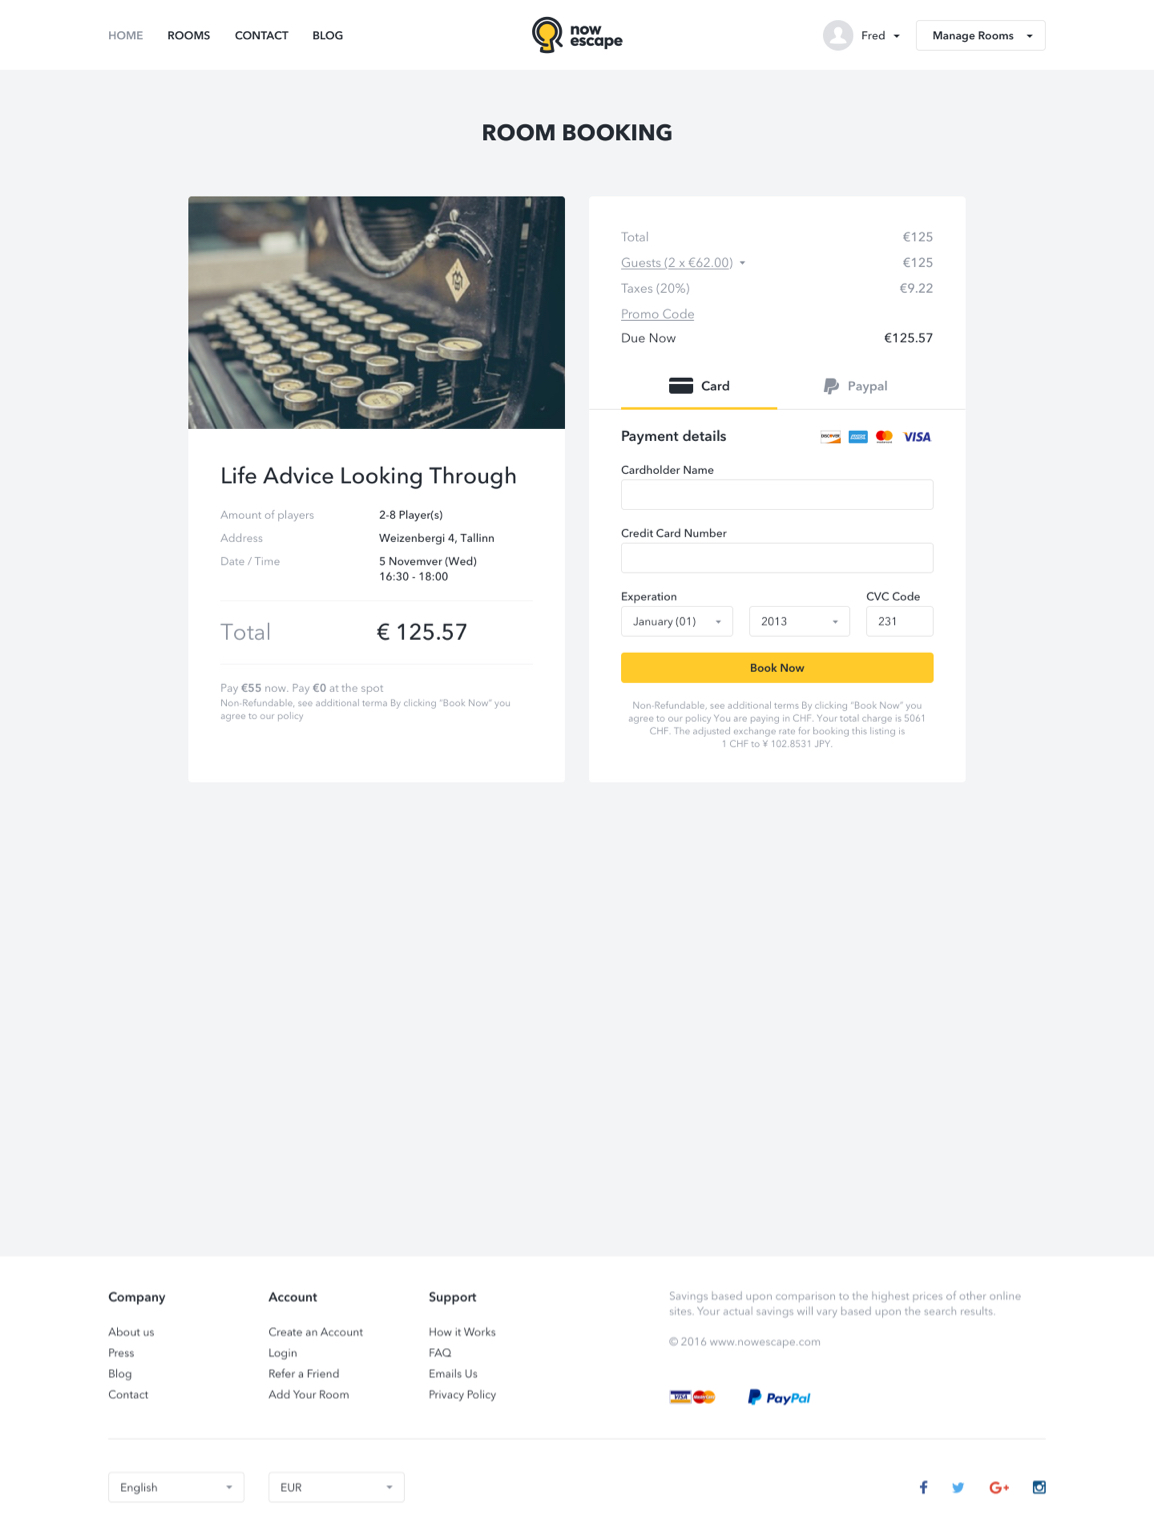 HOME ROOMS CONTACT BLOG
now
escape
Fred
Manage Rooms
ROOM BOOKING
Life Advice Looking Through
Amount of players 2-8 Player(s)
Address Weizenbergi 4, Tallinn
Date / Time 5 Novemver (Wed)
16:30 - 18:00
Total € 125.57
Pay €55 now. Pay €0 at the spot
Non-Refundable, see additional terma By clicking “Book Now” you
agree to our policy
Total €125
Guests (2 x €62.00) €125
Taxes (20%) €9.22
Promo Code
Due Now €125.57
Card Paypal
Payment details
DISCOVER VISA
Cardholder Name
Credit Card Number
Experation CVC Code
January (01) 2013 231
Book Now
Non-Refundable, see additional terms By clicking “Book Now” you
agree to our policy You are paying in CHF. Your total charge is 5061
CHF. The adjusted exchange rate for booking this listing is
1 CHF to ¥ 102.8531 JPY.
Company
About us
Press
Blog
Contact
Account
Create an Account
Login
Refer a Friend
Add Your Room
Support
How it Works
FAQ
Emails Us
Privacy Policy
Savings based upon comparison to the highest prices of other online
sites. Your actual savings will vary based upon the search results.
© 2016 www.nowescape.com
VISA MasterCard PayPal
English EUR